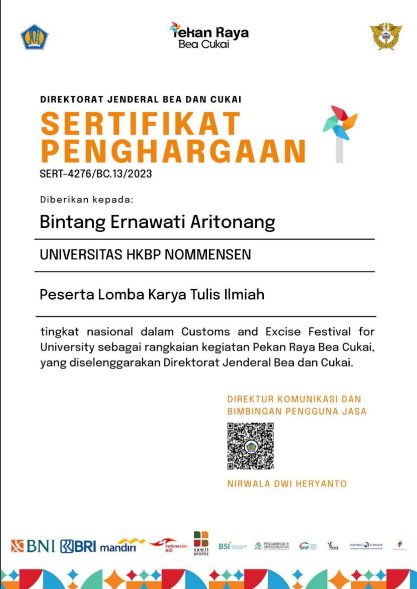 Pekan Raya
Bea Cukai
DIREKTORAT JENDERAL BEA DAN CUKAI
SERTIFIKAT
PENGHARGAAN
SERT-4276/BC.13/2023
Diberikan kepada:
Bintang Ernawati Aritonang
UNIVERSITAS HKBP NOMMENSEN
Peserta Lomba Karya Tulis Ilmiah
tingkat nasional dalam Customs and Excise Festival for
University sebagai rangkaian kegiatan Pekan Raya Bea Cukai,
yang diselenggarakan Direktorat Jenderal Bea dan Cukai.
DIREKTUR KOMUNIKASI DAN
BIMBINGAN PENGGUNA JASA
NIRWALA DWI HERYANTO
BNI BRI mandiri Indonesian AID sawit BPDPKS BSI